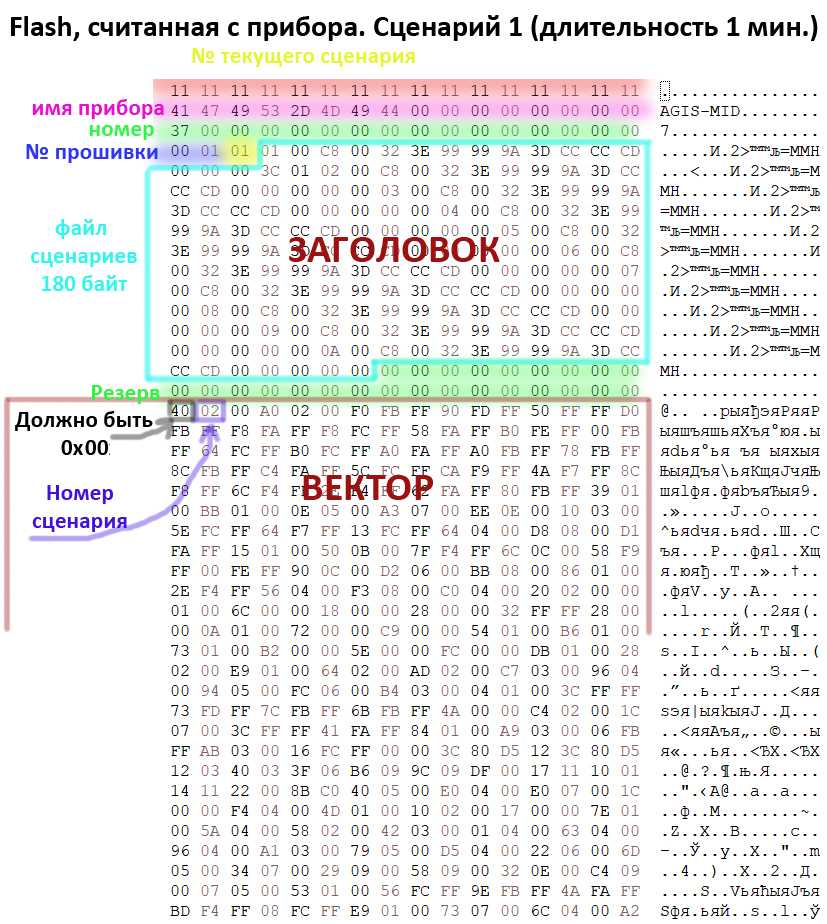 Flash, считанная с прибора. Сценарий 1 (длительность 1 мин.)
№ текущего сценария
11 11 11 11 11 11 11 11 11 11 11 11 11 11 11 11 ................
имя прибора 41 47 49 53 2D 4D 49 44 00 00 00 00 00 00 00 00 AGIS-MID........
номер 37 00 00 00 00 00 00 00 00 00 00 00 00 00 00 00 7...............
№ прошивки 00 01 01 01 00 C8 00 32 3E 99 99 9A 3D CC CC CD .....И.2>™™љ=ММН
00 00 00 3C 01 02 00 C8 00 32 3E 99 99 9A 3D CC ...<...И.2>™™љ=М
CC CD 00 00 00 00 00 03 00 C8 00 32 3E 99 99 9A МН.......И.2>™™љ
3D CC CC CD 00 00 00 00 00 04 00 C8 00 32 3E 99 =ММН.......И.2>™
99 9A 3D CC CC CD 00 00 00 00 00 05 00 C8 00 32 ™љ=ММН.......И.2
3E 99 99 9A 3D CC CC CD 00 00 00 00 00 06 00 C8 >™™љ=ММН.......И
00 32 3E 99 99 9A 3D CC CC CD 00 00 00 00 00 07 .2>™™љ=ММН......
00 C8 00 32 3E 99 99 9A 3D CC CC CD 00 00 00 00 .И.2>™™љ=ММН....
00 08 00 C8 00 32 3E 99 99 9A 3D CC CC CD 00 00 ...И.2>™™љ=ММН..
00 00 00 09 00 C8 00 32 3E 99 99 9A 3D CC CC CD .....И.2>™™љ=ММН
00 00 00 00 00 0A 00 C8 00 32 3E 99 99 9A 3D CC .......И.2>™™љ=М
CC CD 00 00 00 00 00 00 00 00 00 00 00 00 00 00 МН..............
файл
сценариев
180 байт
ЗАГОЛОВОК
Резерв 00 00 00 00 00 00 00 00 00 00 00 00 00 00 00 00 ................
40 02 00 A0 02 00 F0 FB FF 90 FD FF 50 FF FF D0 @.. ..рыяђэяPяяР
Должно быть
0x00
FB FF F8 FA FF F8 FC FF 58 FA FF B0 FE FF 00 FB ыяшъяшьяXъя°юя.ы
FF 64 FC FF B0 FC FF A0 FA FF A0 FB FF 78 FB FF яdья°ья ъя ыяxыя
8C FB FF C4 FA FF 5C FC FF CA F9 FF 4A F7 FF 8C ЊыяДъя\ьяКщяJчяЊ
F8 FF 6C F4 FF 2E F4 FF 62 FA FF 80 FB FF 39 01 шяlфя.фяbъяЂыя9.
ВЕКТОР
Номер
сценария
00 BB 01 00 0E 05 00 A3 07 00 EE 0E 00 10 03 00 .».....Ј..о.....
5E FC FF 64 F7 FF 13 FC FF 64 04 00 D8 08 00 D1 ^ьяdчя.ьяd..Ш..С
FA FF 15 01 00 50 0B 00 7F F4 FF 6C 0C 00 58 F9 ъя...P...фяl..Xщ
FF 00 FE FF 90 0C 00 D2 06 00 BB 08 00 86 01 00 я.юяђ..Т..»..†..
2E F4 FF 56 04 00 F3 08 00 C0 04 00 20 02 00 00 .фяV..у..А.. ...
01 00 6C 00 00 18 00 00 28 00 00 32 FF FF 28 00 ..l.....(..2яя(.
00 0A 01 00 72 00 00 C9 00 00 54 01 00 B6 01 00 ....r..Й..T..¶..
73 01 00 B2 00 00 5E 00 00 FC 00 00 DB 01 00 28 s..І..^..ь..Ы..(
02 00 E9 01 00 64 02 00 AD 02 00 C7 03 00 96 04 ..й..d.....З..–.
00 94 05 00 FC 06 00 B4 03 00 04 01 00 3C FF FF .”..ь..ґ.....<яя
73 FD FF 7C FB FF 6B FB FF 4A 00 00 C4 02 00 1C sэя|ыяkыяJ..Д...
07 00 3C FF FF 41 FA FF 84 01 00 A9 03 00 06 FB ..<яяAъя„..©...ы
FF AB 03 00 16 FC FF 00 00 3C 80 D5 12 3C 80 D5 я«...ья..<ЂХ.<ЂХ
12 03 40 03 3F 06 B6 09 9C 09 DF 00 17 11 10 01 ..@.?.¶.њ.Я.....
14 11 22 00 8B C0 40 05 00 E0 04 00 E0 07 00 1C ..".‹А@..а..а...
00 00 F4 04 00 4D 01 00 10 02 00 17 00 00 7E 01 ..ф..M........~.
00 5A 04 00 58 02 00 42 03 00 01 04 00 63 04 00 .Z..X..B.....c..
96 04 00 A1 03 00 79 05 00 D5 04 00 22 06 00 6D –..Ў..y..Х.."..m
05 00 34 07 00 29 09 00 58 09 00 32 0E 00 C4 09 ..4..)..X..2..Д.
00 07 05 00 53 01 00 56 FC FF 9E FB FF 4A FA FF ....S..VьяћыяJъя
BD F4 FF 08 FC FF E9 01 00 73 07 00 6C 04 00 A2 Ѕфя.ьяй..s..l..ў